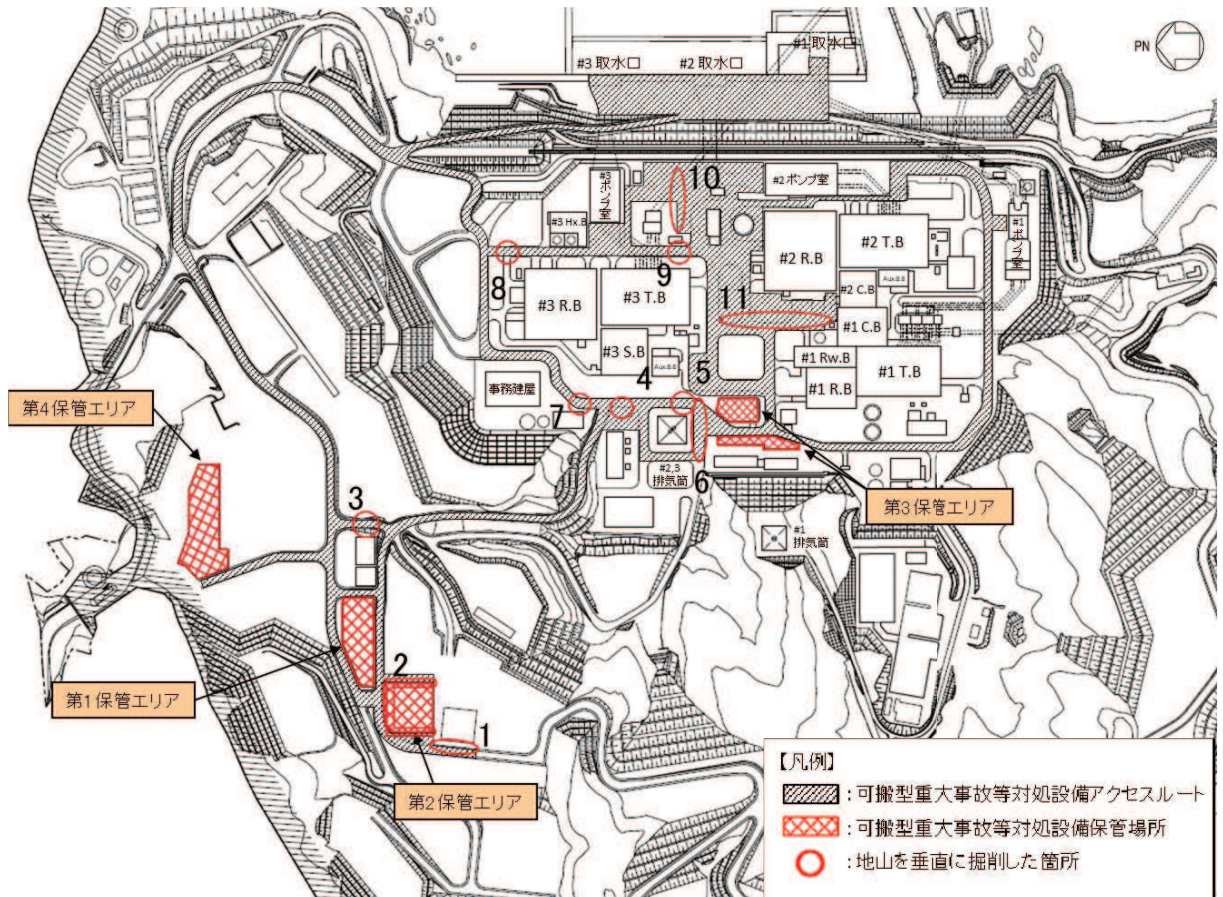 #1取水口
#3取水口
#2取水口
PN
#3
ポンプ室
10
#2ポンプ室
#3 Hx.B
#1
ポンプ室
#2 T.B
#2 R.B
8
9
#3 R.B
#3 T.B
11
#2 C.B
Aux.B.B
#1 C.B
#3 S.B
#1 Rw.B
#1 T.B
4
Aux.B.B
5
#1 R.B
事務建屋
7
第4保管エリア
#2,3
排気筒
6
3
第3保管エリア
#1
排気筒
2
第1保管エリア
1
第2保管エリア
【凡例】
:可搬型重大事故等対処設備アクセスルート
:可搬型重大事故等対処設備保管場所
:地山を垂直に掘削した箇所